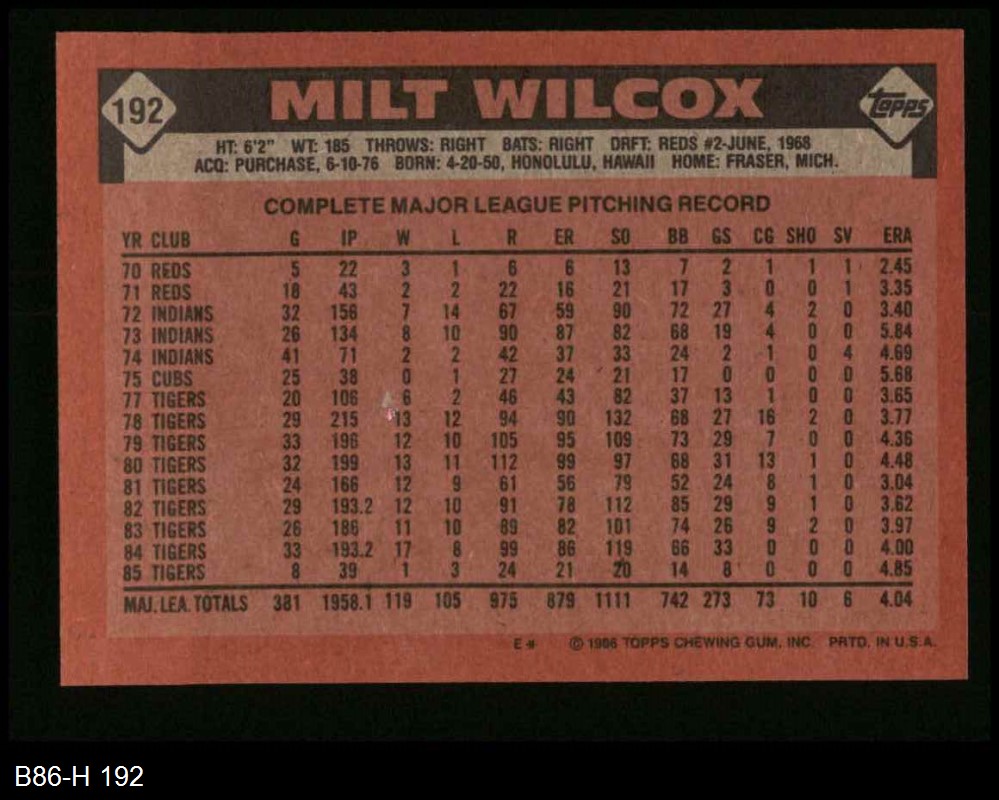 192
MILT WILCOX
Topps
HT: 6'2" WT: 185 THROWS: RIGHT BATS: RIGHT DRFT: REDS #2-JUNE, 1968
ACQ: PURCHASE, 6-10-76 BORN: 4-20-50, HONOLULU, HAWAII HOME: FRASER, MICH.
COMPLETE MAJOR LEAGUE PITCHING RECORD
YR CLUB G IP W L R ER SO BB GS CG SHO SV ERA
70 REDS 5 22 3 1 6 6 13 7 2 1 1 1 2.45
71 REDS 18 43 2 2 22 16 21 17 3 0 0 1 3.35
72 INDIANS 32 156 7 14 67 59 90 72 27 4 2 0 3.40
73 INDIANS 26 134 8 10 90 87 82 68 19 4 0 0 5.84
74 INDIANS 41 71 2 2 42 37 33 24 2 1 0 4 4.69
75 CUBS 25 38 0 1 27 24 21 17 0 0 0 0 5.68
77 TIGERS 20 106 6 2 46 43 82 37 13 1 0 0 3.65
78 TIGERS 29 215 13 12 94 90 132 68 27 16 2 0 3.77
79 TIGERS 33 196 12 10 105 95 109 73 29 7 0 0 4.36
80 TIGERS 32 199 13 11 112 99 97 68 31 13 1 0 4.48
81 TIGERS 24 166 12 9 61 56 79 52 24 8 1 0 3.04
82 TIGERS 29 193.2 12 10 91 78 112 85 29 9 1 0 3.62
83 TIGERS 26 186 11 10 89 82 101 74 26 9 2 0 3.97
84 TIGERS 33 193.2 17 8 99 86 119 66 33 0 0 0 4.00
85 TIGERS 8 39 1 3 24 21 20 14 8 0 0 0 4.85
MAJ. LEA. TOTALS 381 1958.1 119 105 975 879 1111 742 273 73 10 6 4.04
E # © 1986 TOPPS CHEWING GUM, INC. PRTD. IN U.S.A.
B86-H 192